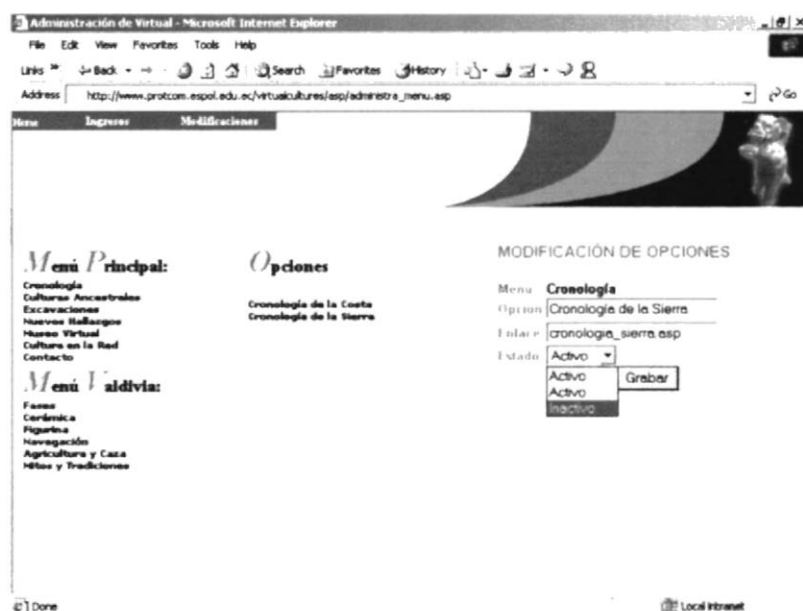 Administración de Virtual - Microsoft Internet Explorer
File Edit View Favorites Tools Help
Links » Back Search Favorites History
Address http://www.protcom.espol.edu.ec/virtualcultures/asp/administra_menu.asp Go
Home Ingresos Modificaciones
Menú Principal:
Cronología
Culturas Ancestrales
Excavaciones
Nuevos Hallazgos
Museo Virtual
Cultura en la Red
Contacto
Menú Valdivia:
Fases
Cerámica
Figurina
Navegación
Agricultura y Caza
Mitos y Tradiciones
Opciones
Cronología de la Costa
Cronología de la Sierra
MODIFICACIÓN DE OPCIONES
Menu Cronología
Opcion Cronología de la Sierra
Enlace cronologia_sierra.asp
Estado Activo
Activo
Activo
Inactivo
Grabar
Done Local intranet